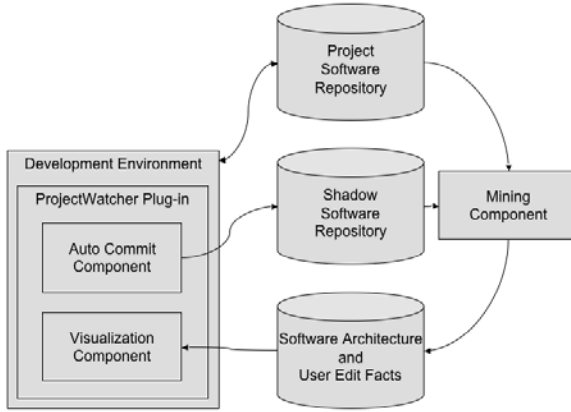 Project
Software
Repository
Development Environment
ProjectWatcher Plug-in
Auto Commit
Component
Shadow
Software
Repository
Mining
Component
Visualization
Component
Software Architecture
and
User Edit Facts